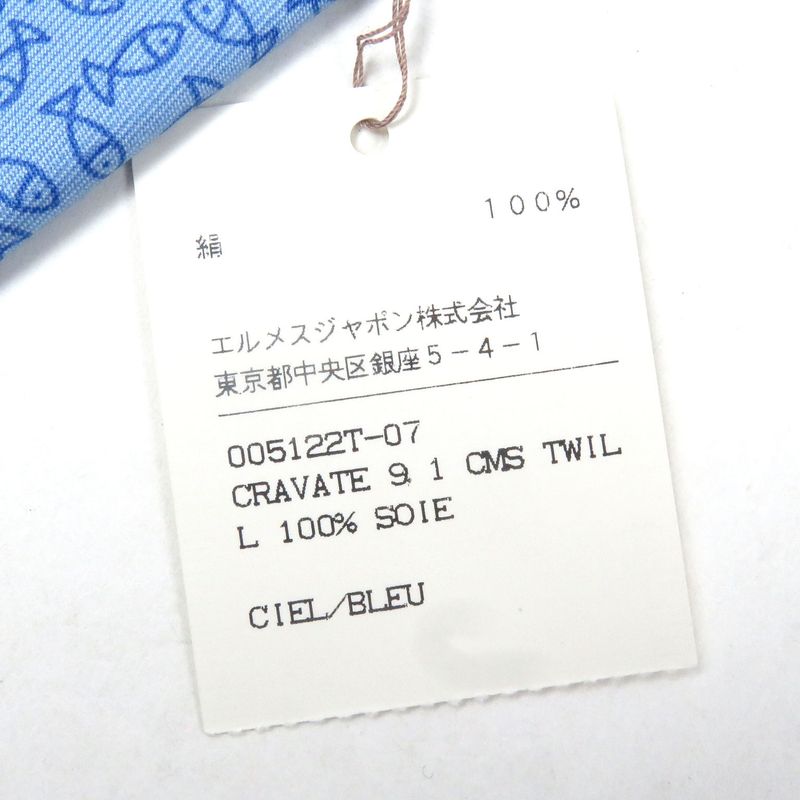 絹 100%
エルメスジャポン株式会社
東京都中央区銀座5-4-1
005122T-07
CRAVATE 9.1 CMS TWIL
L 100% SOIE
CIEL/BLEU